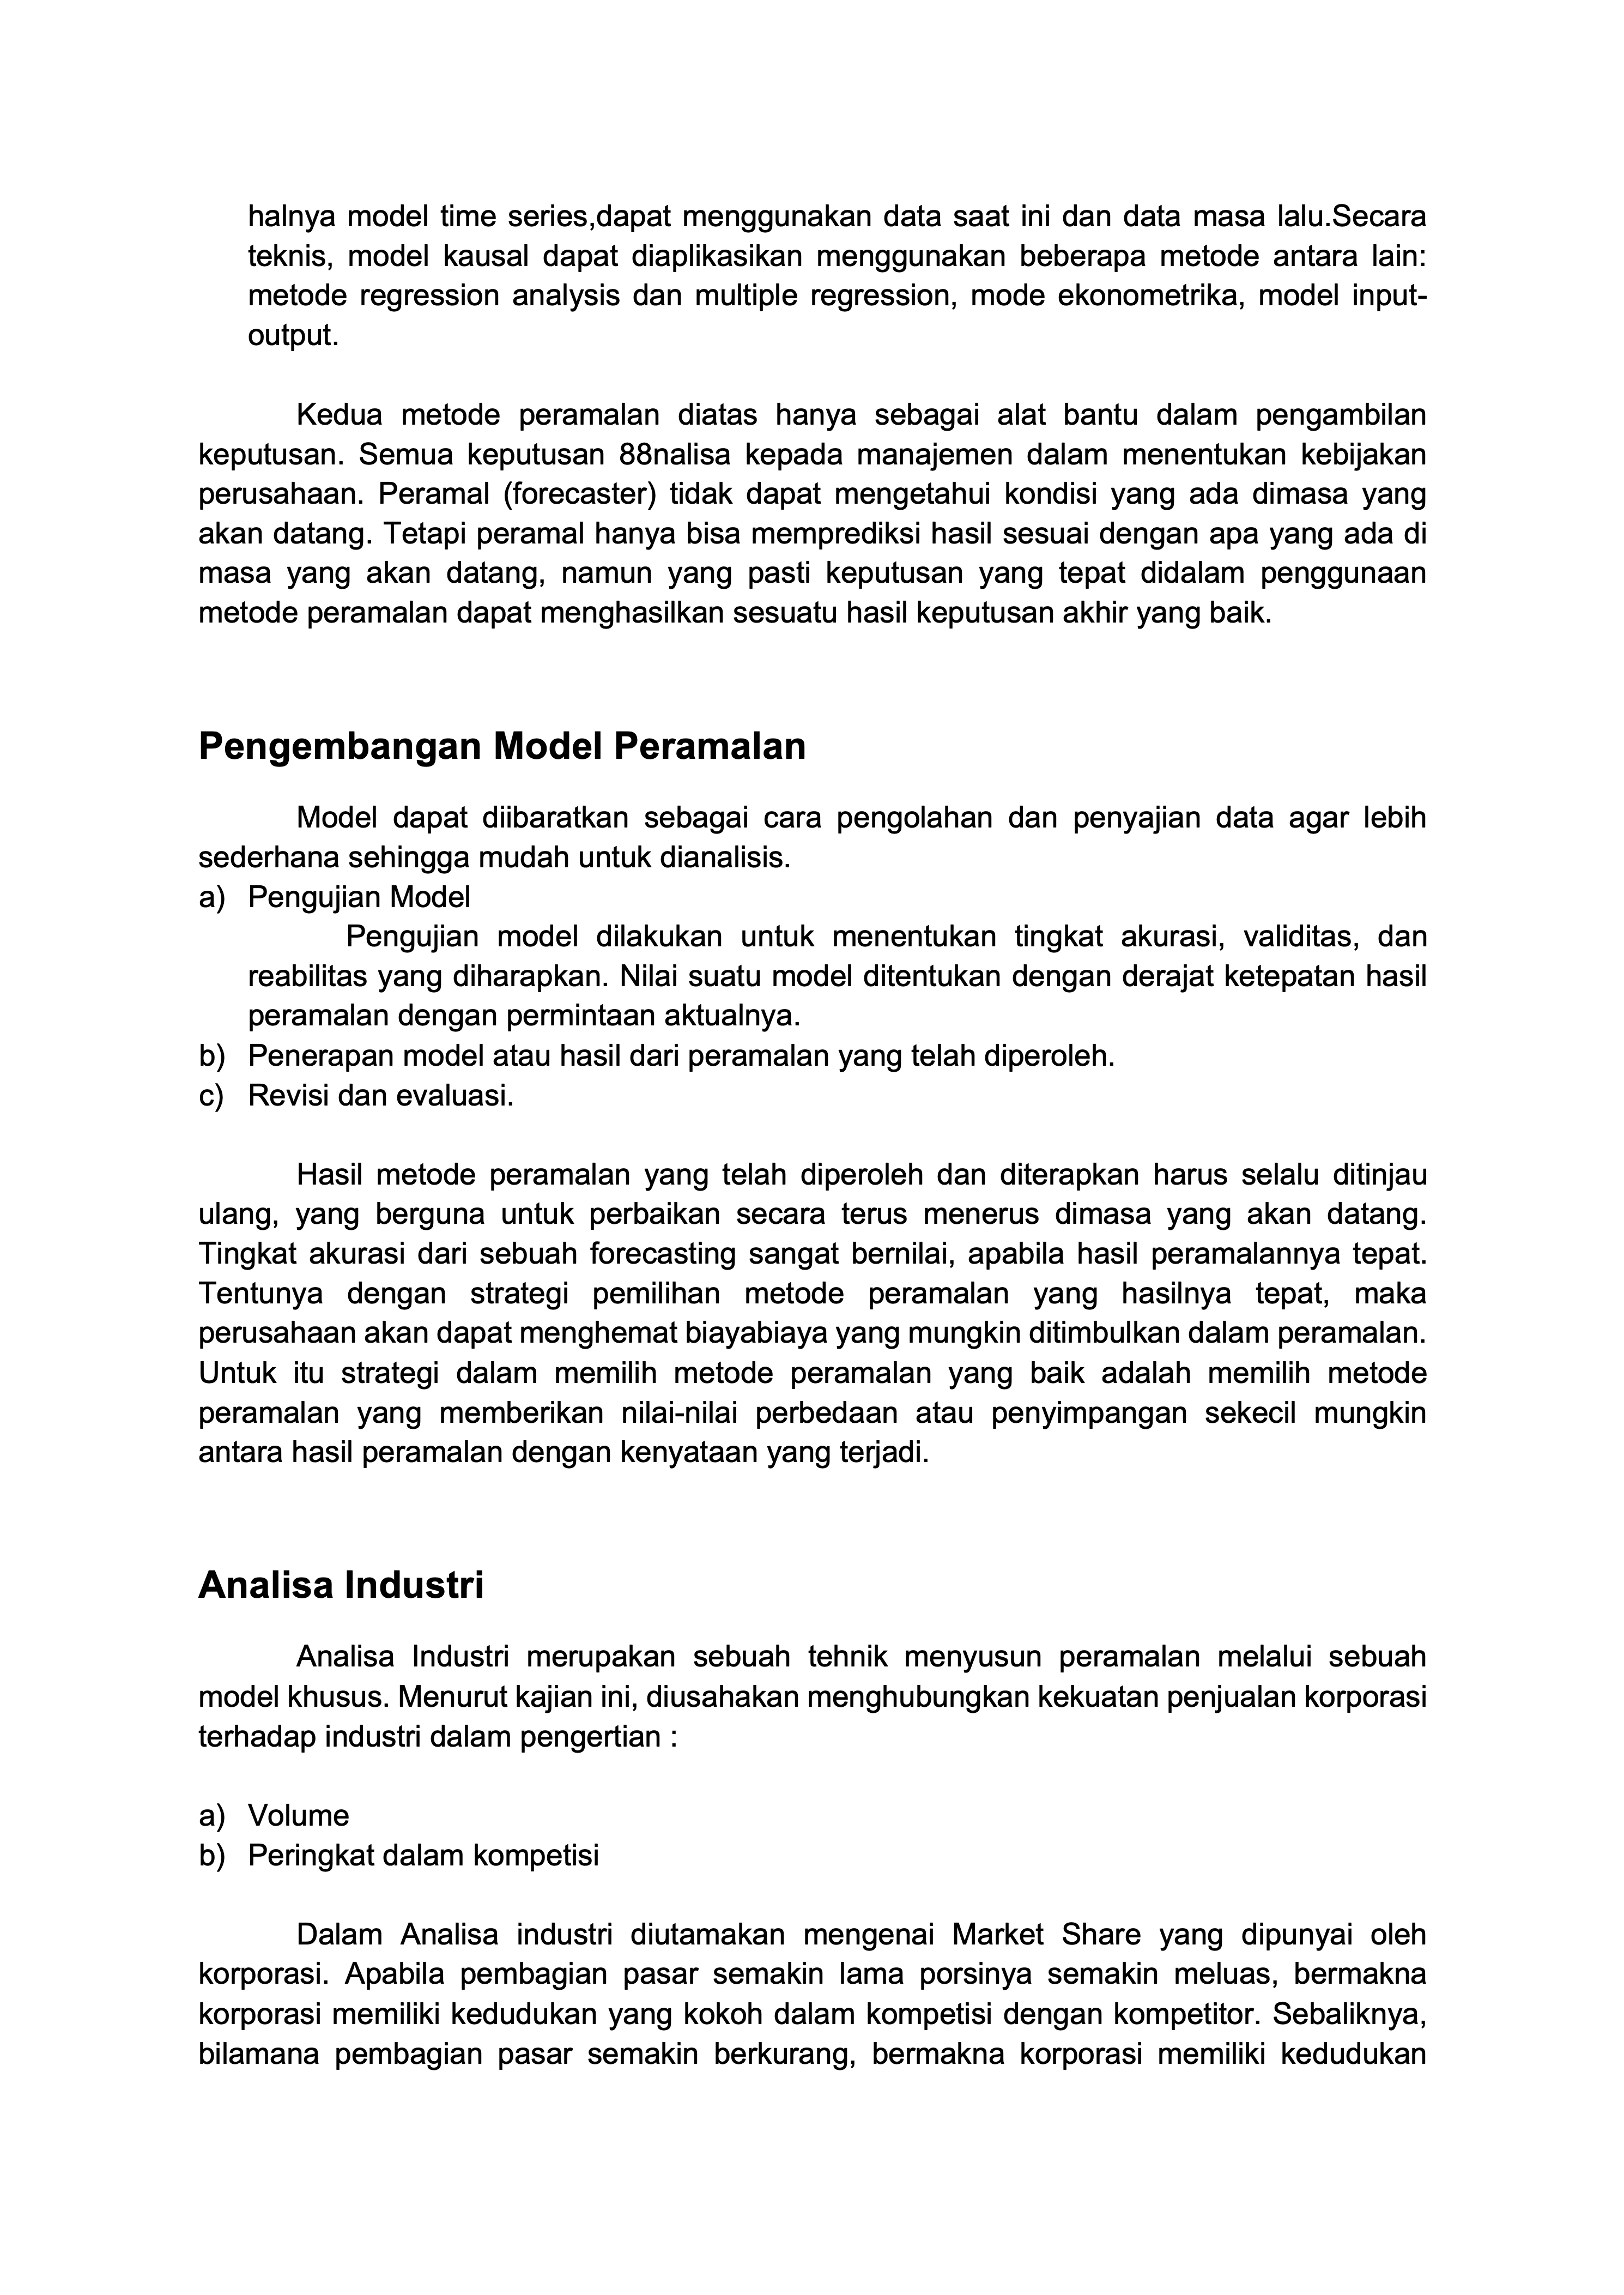 halnya model time series,dapat menggunakan data saat ini dan data masa lalu.Secara
teknis, model kausal dapat diaplikasikan menggunakan beberapa metode antara lain:
metode regression analysis dan multiple regression, mode ekonometrika, model input-
output.
Kedua metode peramalan diatas hanya sebagai alat bantu dalam pengambilan
keputusan. Semua keputusan 88nalisa kepada manajemen dalam menentukan kebijakan
perusahaan. Peramal (forecaster) tidak dapat mengetahui kondisi yang ada dimasa yang
akan datang. Tetapi peramal hanya bisa memprediksi hasil sesuai dengan apa yang ada di
masa yang akan datang, namun yang pasti keputusan yang tepat didalam penggunaan
metode peramalan dapat menghasilkan sesuatu hasil keputusan akhir yang baik.
Pengembangan Model Peramalan
Model dapat diibaratkan sebagai cara pengolahan dan penyajian data agar lebih
sederhana sehingga mudah untuk dianalisis.
a) Pengujian Model
Pengujian model dilakukan untuk menentukan tingkat akurasi, validitas, dan
reabilitas yang diharapkan. Nilai suatu model ditentukan dengan derajat ketepatan hasil
peramalan dengan permintaan aktualnya.
b) Penerapan model atau hasil dari peramalan yang telah diperoleh.
c) Revisi dan evaluasi.
Hasil metode peramalan yang telah diperoleh dan diterapkan harus selalu ditinjau
ulang, yang berguna untuk perbaikan secara terus menerus dimasa yang akan datang.
Tingkat akurasi dari sebuah forecasting sangat bernilai, apabila hasil peramalannya tepat.
Tentunya dengan strategi pemilihan metode peramalan yang hasilnya tepat, maka
perusahaan akan dapat menghemat biayabiaya yang mungkin ditimbulkan dalam peramalan.
Untuk itu strategi dalam memilih metode peramalan yang baik adalah memilih metode
peramalan yang memberikan nilai-nilai perbedaan atau penyimpangan sekecil mungkin
antara hasil peramalan dengan kenyataan yang terjadi.
Analisa Industri
Analisa Industri merupakan sebuah tehnik menyusun peramalan melalui sebuah
model khusus. Menurut kajian ini, diusahakan menghubungkan kekuatan penjualan korporasi
terhadap industri dalam pengertian :
a) Volume
b) Peringkat dalam kompetisi
Dalam Analisa industri diutamakan mengenai Market Share yang dipunyai oleh
korporasi. Apabila pembagian pasar semakin lama porsinya semakin meluas, bermakna
korporasi memiliki kedudukan yang kokoh dalam kompetisi dengan kompetitor. Sebaliknya,
bilamana pembagian pasar semakin berkurang, bermakna korporasi memiliki kedudukan